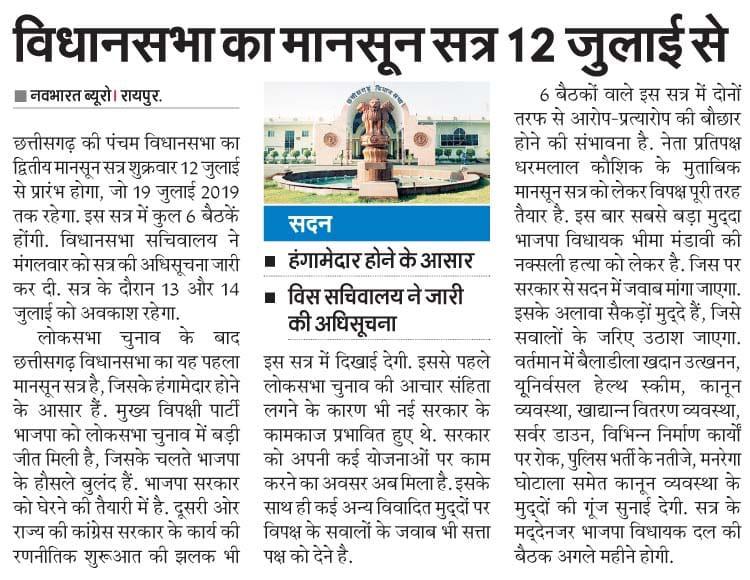 विधानसभा का मानसून सत्र 12 जुलाई से
नवभारत ब्यूरो। रायपुर.
छत्तीसगढ़ की पंचम विधानसभा का
द्वितीय मानसून सत्र शुक्रवार 12 जुलाई
से प्रारंभ होगा, जो 19 जुलाई 2019
तक रहेगा. इस सत्र में कुल 6 बैठकें
होंगी. विधानसभा सचिवालय ने
मंगलवार को सत्र की अधिसूचना जारी
कर दी. सत्र के दौरान 13 और 14
जुलाई को अवकाश रहेगा.
लोकसभा चुनाव के बाद
छत्तीसगढ़ विधानसभा का यह पहला
मानसून सत्र है, जिसके हंगामेदार होने
के आसार हैं. मुख्य विपक्षी पार्टी
भाजपा को लोकसभा चुनाव में बड़ी
जीत मिली है, जिसके चलते भाजपा
के हौसले बुलंद हैं. भाजपा सरकार
को घेरने की तैयारी में है. दूसरी ओर
राज्य की कांग्रेस सरकार के कार्य की
रणनीतिक शुरूआत की झलक भी
छत्तीसगढ़ विधान सभा
सदन
हंगामेदार होने के आसार
विस सचिवालय ने जारी
की अधिसूचना
इस सत्र में दिखाई देगी. इससे पहले
लोकसभा चुनाव की आचार संहिता
लगने के कारण भी नई सरकार के
कामकाज प्रभावित हुए थे. सरकार
को अपनी कई योजनाओं पर काम
करने का अवसर अब मिला है. इसके
साथ ही कई अन्य विवादित मुद्दों पर
विपक्ष के सवालों के जवाब भी सत्ता
पक्ष को देने है.
6 बैठकों वाले इस सत्र में दोनों
तरफ से आरोप-प्रत्यारोप की बौछार
होने की संभावना है. नेता प्रतिपक्ष
धरमलाल कौशिक के मुताबिक
मानसून सत्र को लेकर विपक्ष पूरी तरह
तैयार है. इस बार सबसे बड़ा मुद्दा
भाजपा विधायक भीमा मंडावी की
नक्सली हत्या को लेकर है. जिस पर
सरकार से सदन में जवाब मांगा जाएगा.
इसके अलावा सैकड़ों मुद्दे हैं, जिसे
सवालों के जरिए उठाश जाएगा.
वर्तमान में बैलाडीला खदान उत्खनन,
यूूनिर्वसल हेल्थ स्कीम, कानून
व्यवस्था, खाद्यान्न वितरण व्यवस्था,
सर्वर डाउन, विभिन्न निर्माण कार्यों
पर रोक, पुलिस भर्ती के नतीजे, मनरेगा
घोटाला समेत कानून व्यवस्था के
मुद्दों की गूंज सुनाई देगी. सत्र के
मद्देनजर भाजपा विधायक दल की
बैठक अगले महीने होगी.